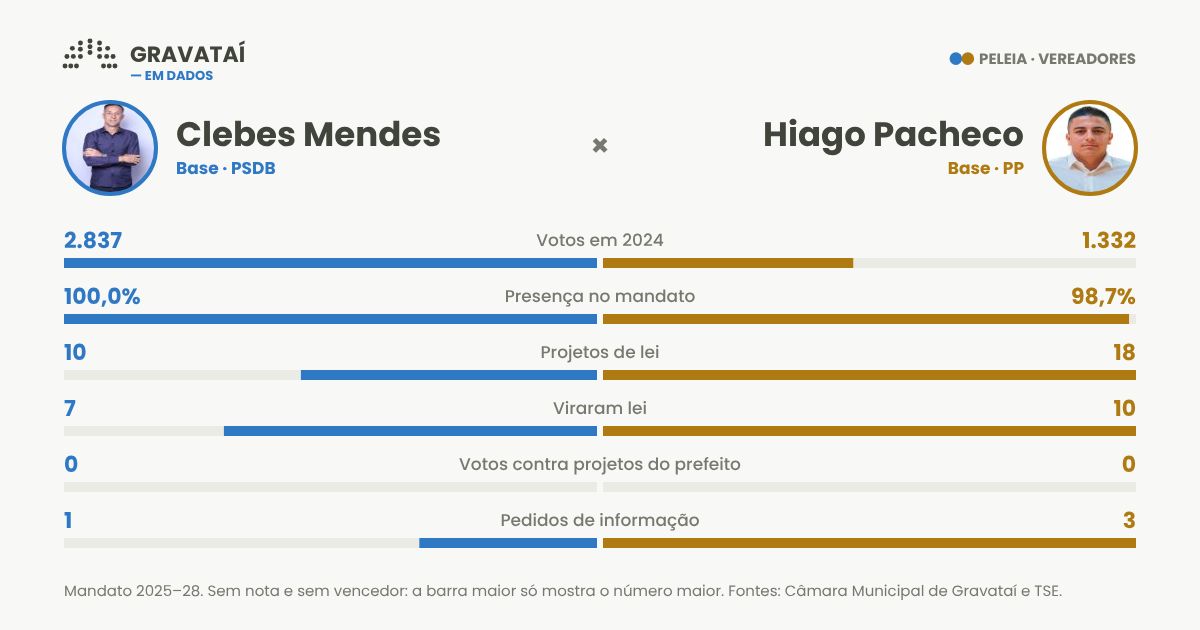 GRAVATAÍ
— EM DADOS
PELEIA · VEREADORES
Clebes Mendes
Base · PSDB
×
Hiago Pacheco
Base · PP
2.837 Votos em 2024 1.332
100,0% Presença no mandato 98,7%
10 Projetos de lei 18
7 Viraram lei 10
0 Votos contra projetos do prefeito 0
1 Pedidos de informação 3
Mandato 2025–28. Sem nota e sem vencedor: a barra maior só mostra o número maior. Fontes: Câmara Municipal de Gravataí e TSE.